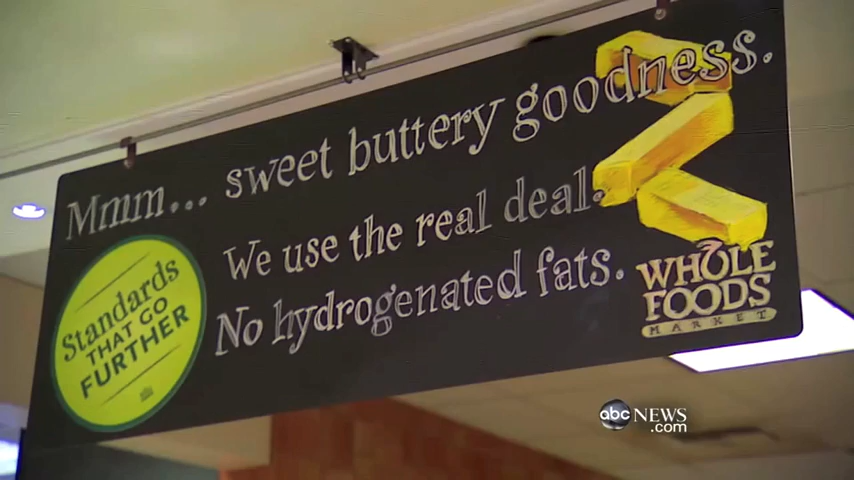 Mmm... sweet buttery goodness.
We use the real deal.
No hydrogenated fats.
Standards
THAT GO
FURTHER
WHOLE
FOODS
MARKET
abc NEWS
.com